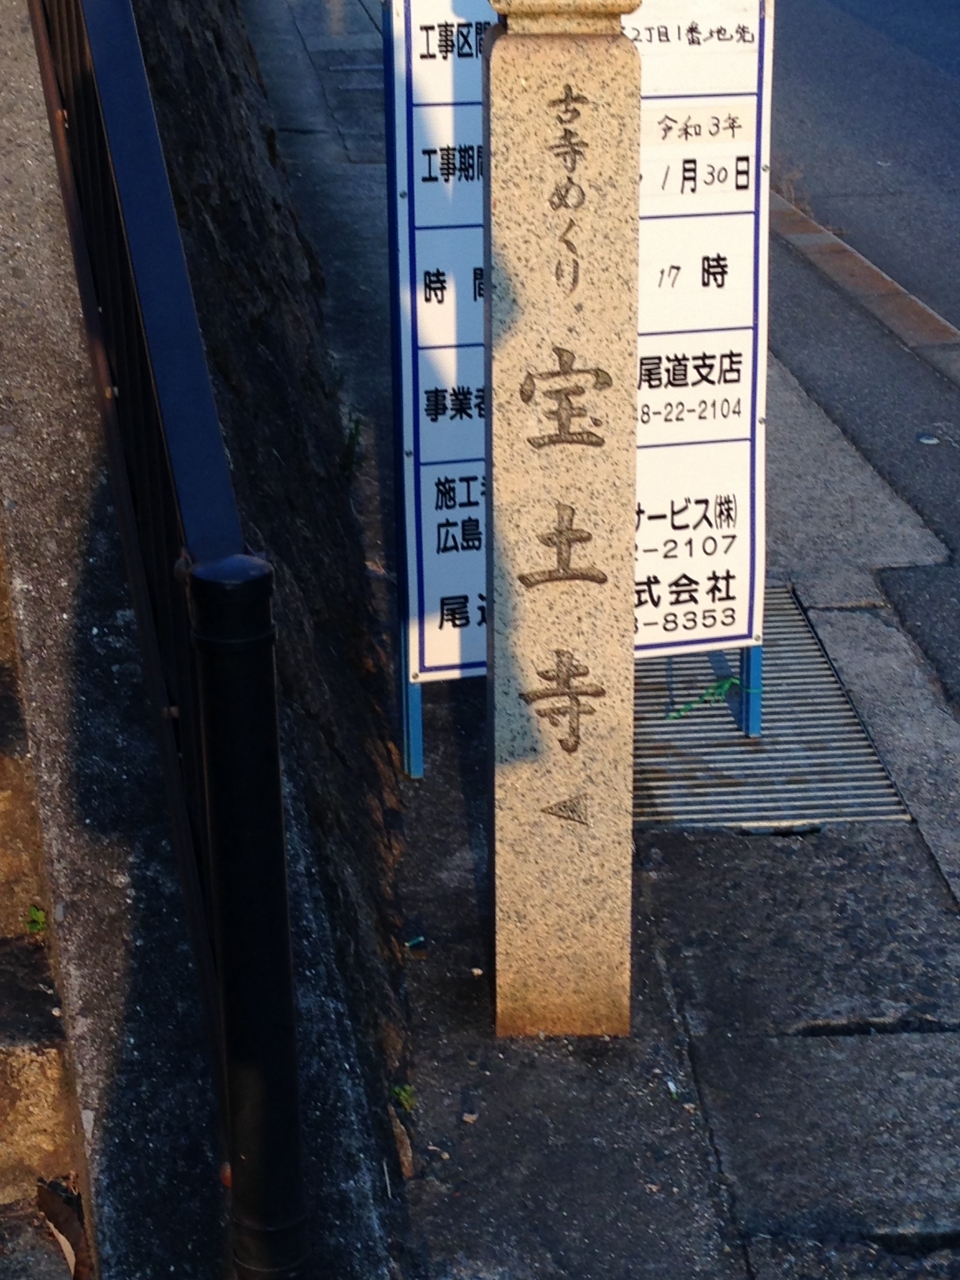 古寺めぐり
宝土寺
工事区間
2丁目1番地先
工事期間
令和3年
1月30日
時間
17時
事業者
尾道支店
8-22-2104
施工者
広島
サービス㈱
-2107
尾道
式会社
-8353